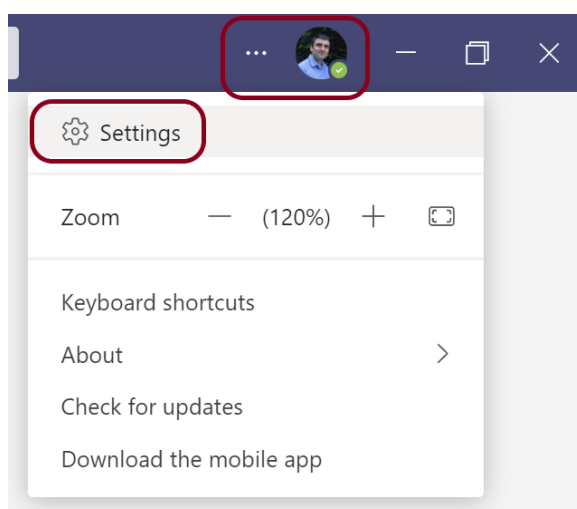 Settings
Zoom (120%)
Keyboard shortcuts
About
Check for updates
Download the mobile app